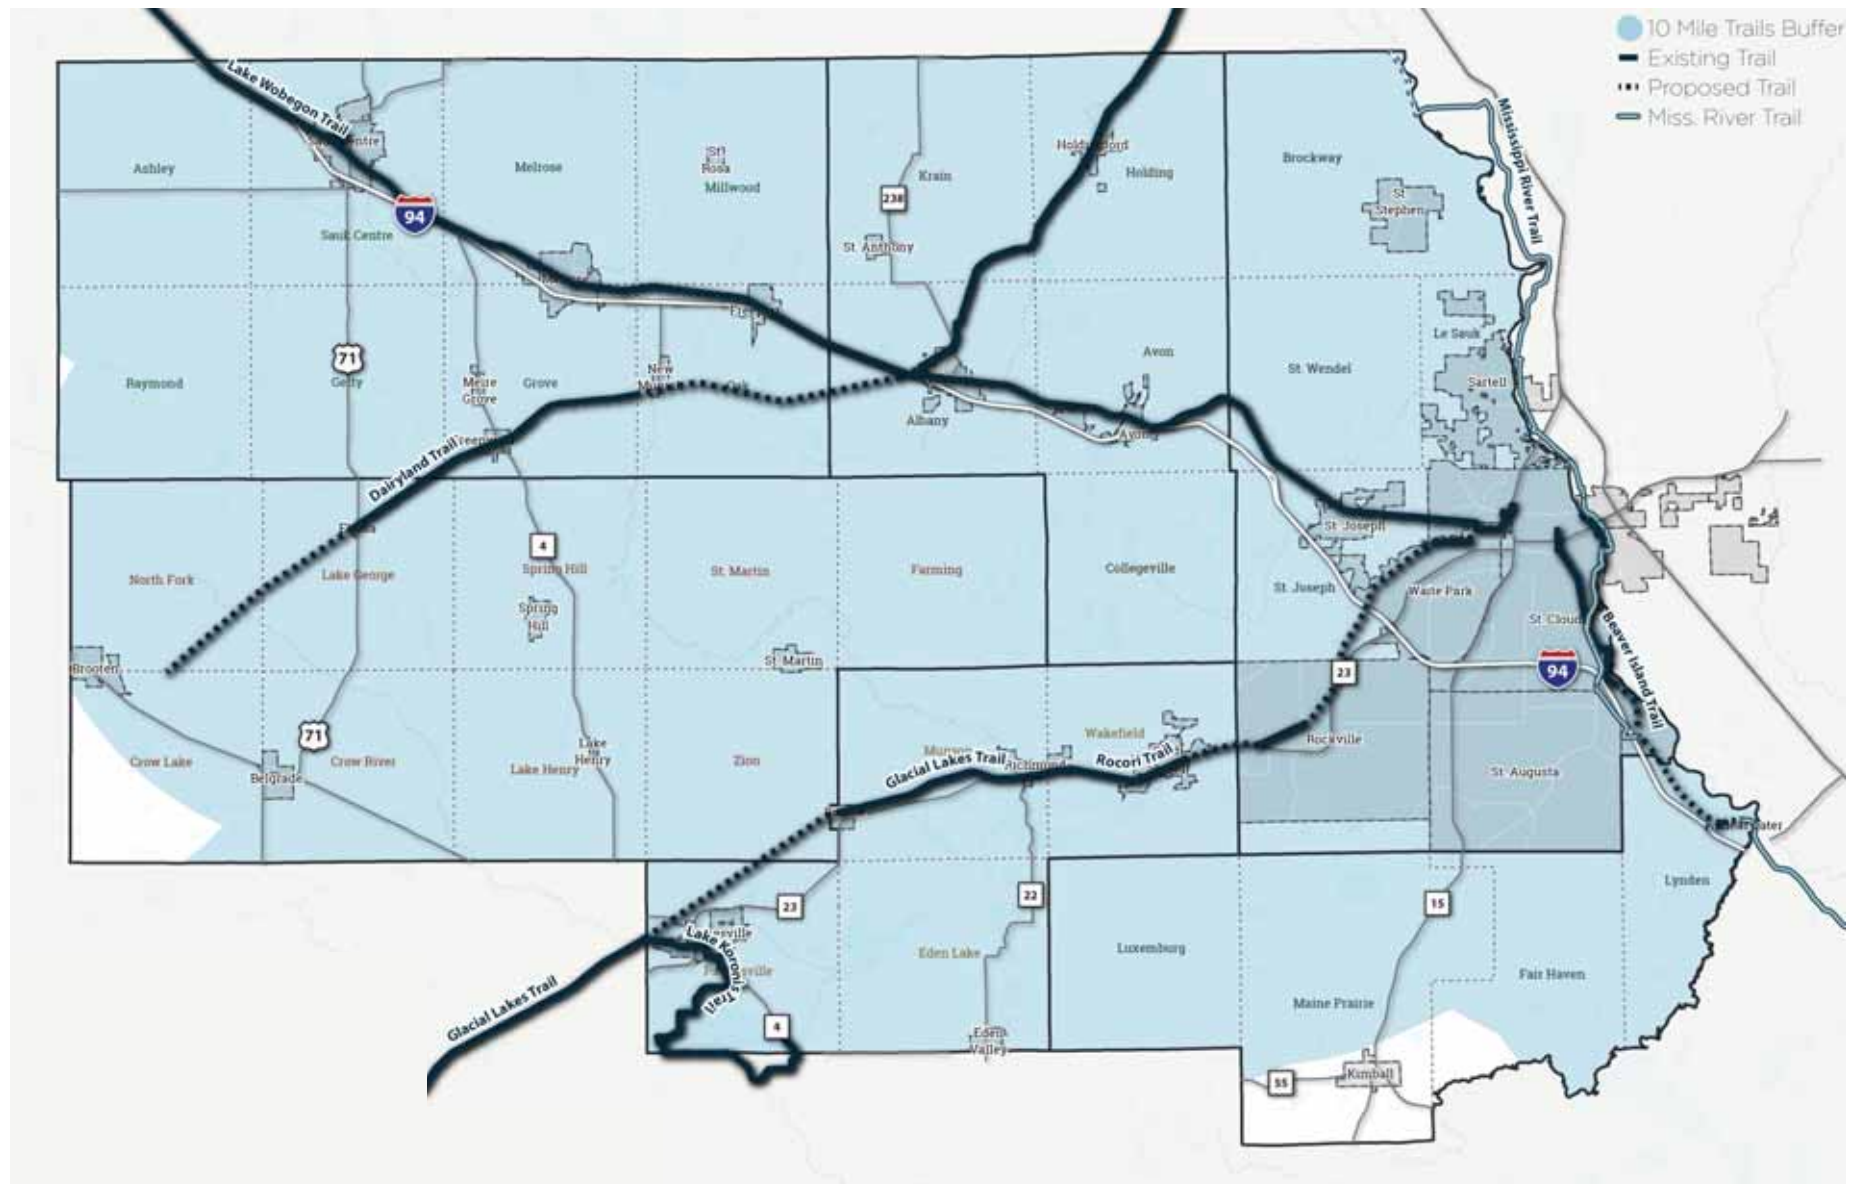 10 Mile Trails Buffer
Existing Trail
Proposed Trail
Miss. River Trail
Lake Wobegon Trail
Mississippi River Trail
Ashley
Melrose
St
Rosa
Millwood
Krain
Holding
Brockway
St
Stephen
238
94
Sauk Centre
St. Anthony
Le Sauk
Avon
St. Wendel
Sartell
71
Raymond
Getty
Meire
Grove
Grove
New
Oak
Albany
Avon
Dairyland Trail
St. Joseph
4
North Fork
Lake George
Spring Hill
St. Martin
Farming
Collegeville
St. Joseph
Waite Park
Spring
Hill
St. Cloud
Beaver Island Trail
Brooten
St. Martin
23
94
71
Crow Lake
Crow River
Belgrade
Lake
Henry
Lake Henry
Zion
Munson
Wakefield
Glacial Lakes Trail
Richmond
Rocori Trail
Rockville
St. Augusta
Lynden
23
22
15
Lake Koronis Trail
Eden Lake
Luxemburg
Fair Haven
Maine Prairie
Glacial Lakes Trail
4
Eden
Valley
55
Kimball